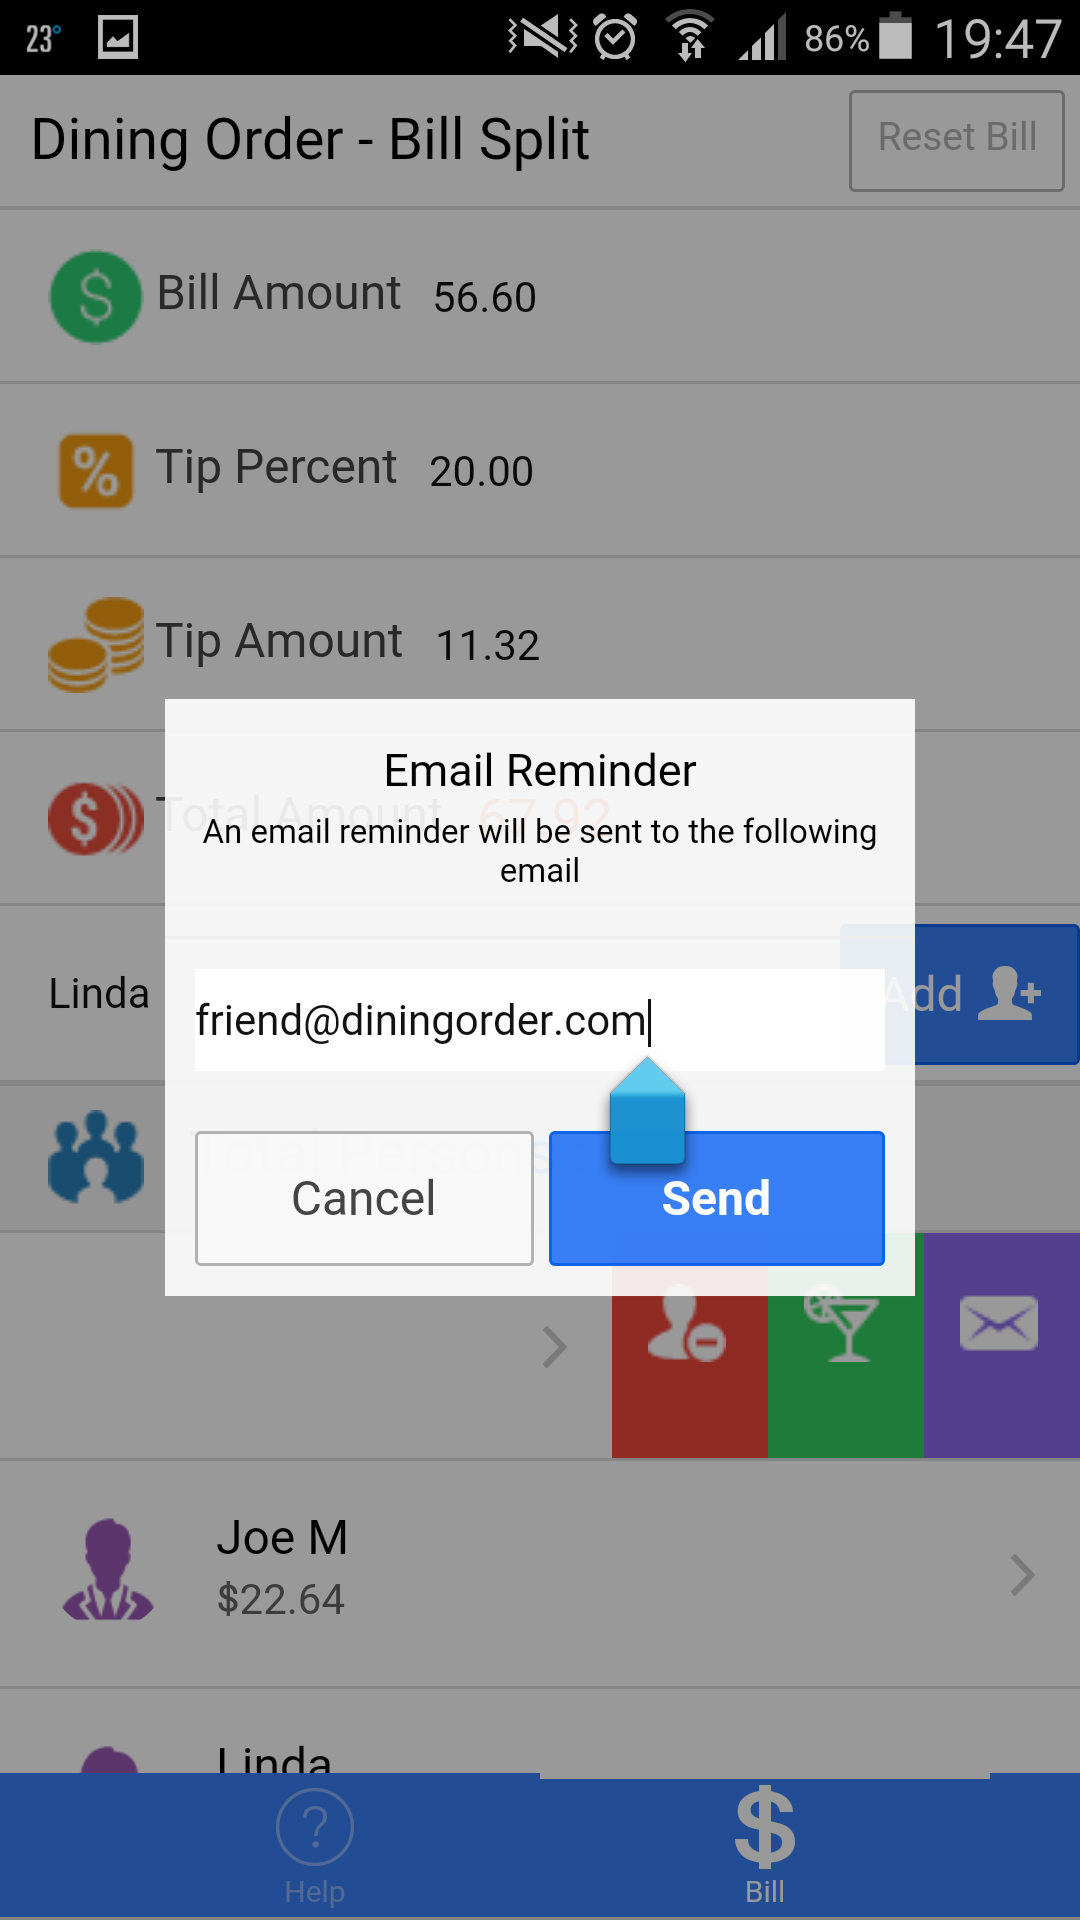 23°
86% 19:47
Dining Order - Bill Split
Reset Bill
Bill Amount 56.60
Tip Percent 20.00
Tip Amount 11.32
Email Reminder
Total Amount 67.92
An email reminder will be sent to the following
email
Linda
Add
friend@diningorder.com
Total Persons
Cancel
Send
Joe M
$22.64
Linda
Help
Bill